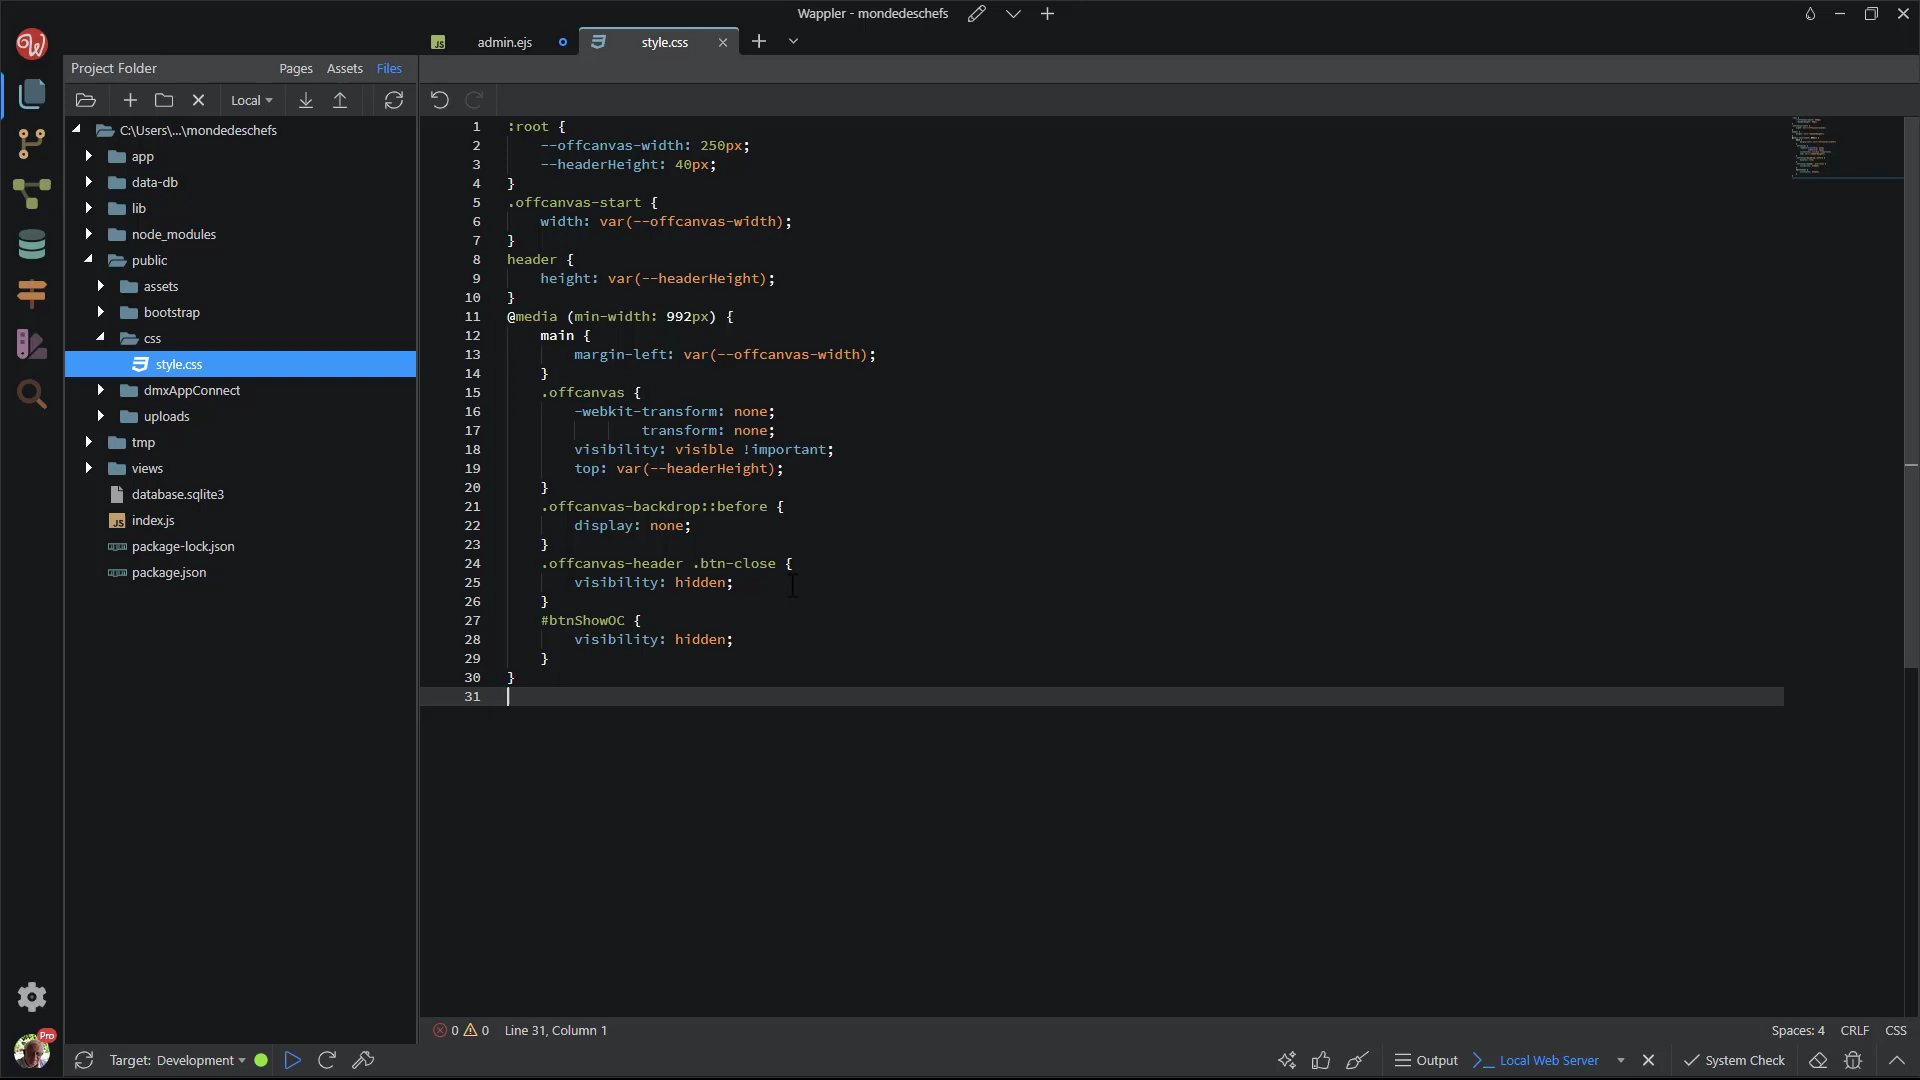 Wappler - mondedeschefs
admin.ejs
style.css
Project Folder
Pages
Assets
Files
Local
C:\Users\...\mondedeschefs
app
data-db
lib
node_modules
public
assets
bootstrap
css
style.css
dmxAppConnect
uploads
tmp
views
database.sqlite3
index.js
package-lock.json
package.json
1 :root {
2 --offcanvas-width: 250px;
3 --headerHeight: 40px;
4 }
5 .offcanvas-start {
6 width: var(--offcanvas-width);
7 }
8 header {
9 height: var(--headerHeight);
10 }
11 @media (min-width: 992px) {
12 main {
13 margin-left: var(--offcanvas-width);
14 }
15 .offcanvas {
16 -webkit-transform: none;
17 transform: none;
18 visibility: visible !important;
19 top: var(--headerHeight);
20 }
21 .offcanvas-backdrop::before {
22 display: none;
23 }
24 .offcanvas-header .btn-close {
25 visibility: hidden;
26 }
27 #btnShowOC {
28 visibility: hidden;
29 }
30 }
31
0 0 Line 31, Column 1
Spaces: 4 CRLF CSS
Pro
Target: Development
Output
Local Web Server
System Check